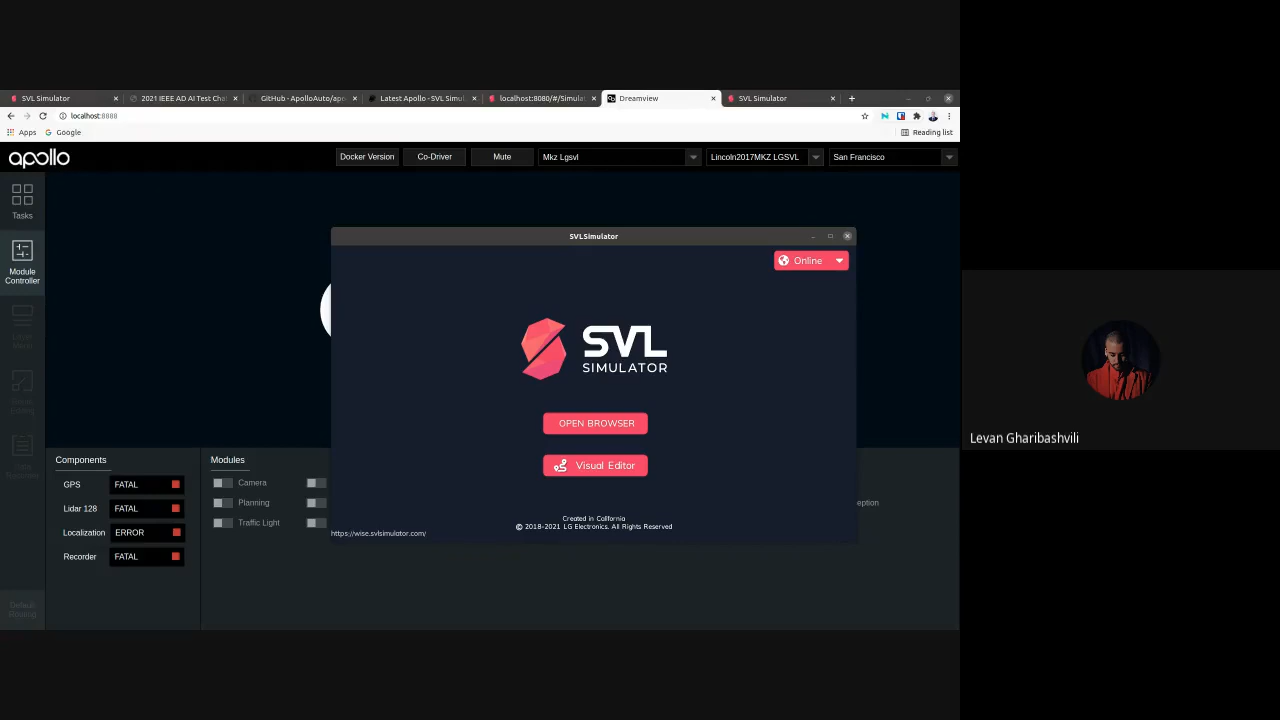 SVL Simulator
2021 IEEE AD AI Test Cha
GitHub - ApolloAuto/apo
Latest Apollo - SVL Simul
localhost:8080/#/Simula
Dreamview
SVL Simulator
localhost:8888
Apps
Google
Reading list
apollo
Docker Version
Co-Driver
Mute
Mkz Lgsvl
Lincoln2017MKZ LGSVL
San Francisco
Tasks
Module
Controller
SVLSimulator
Online
SVL
SIMULATOR
OPEN BROWSER
Visual Editor
Created in California
© 2018-2021 LG Electronics. All Rights Reserved
https://wise.svlsimulator.com/
Components
GPS FATAL
Lidar 128 FATAL
Localization ERROR
Recorder FATAL
Modules
Camera
Planning
Traffic Light
eption
Default
Routing
Levan Gharibashvili